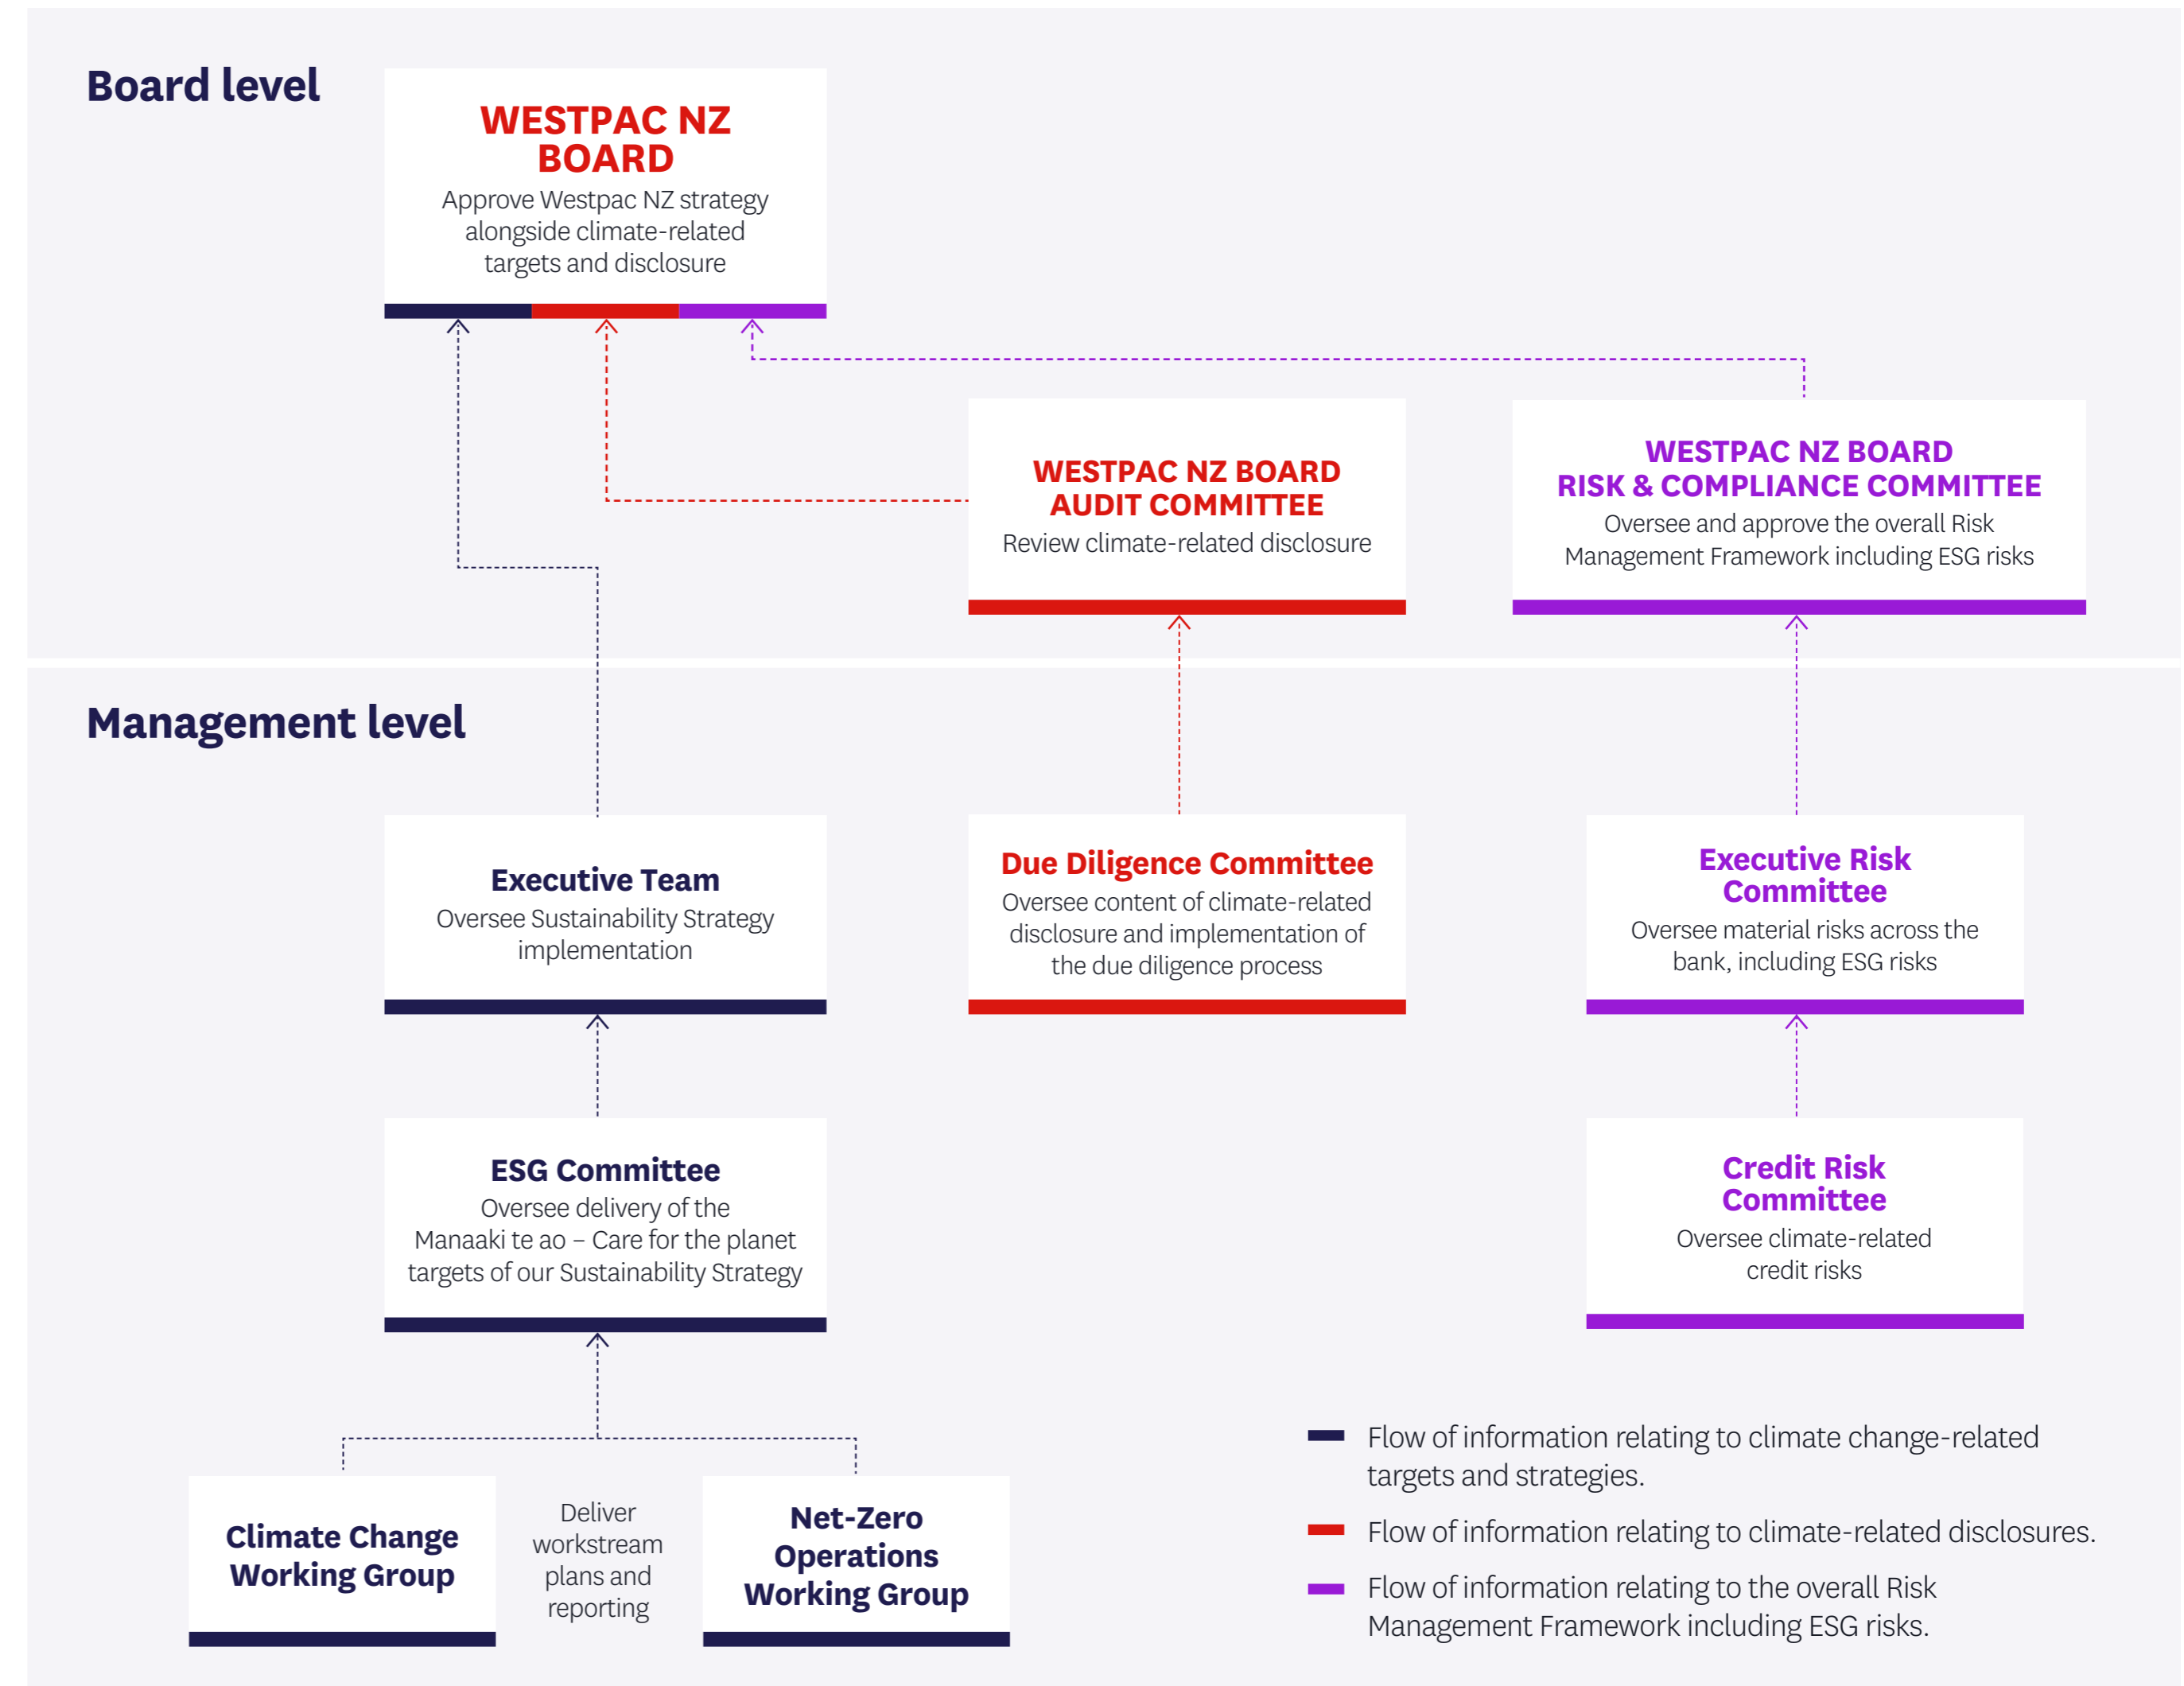 Board level
WESTPAC NZ
BOARD
Approve Westpac NZ strategy
alongside climate-related
targets and disclosure
WESTPAC NZ BOARD
AUDIT COMMITTEE
Review climate-related disclosure
WESTPAC NZ BOARD
RISK & COMPLIANCE COMMITTEE
Oversee and approve the overall Risk
Management Framework including ESG risks
Management level
Executive Team
Oversee Sustainability Strategy
implementation
Due Diligence Committee
Oversee content of climate-related
disclosure and implementation of
the due diligence process
Executive Risk
Committee
Oversee material risks across the
bank, including ESG risks
ESG Committee
Oversee delivery of the
Manaaki te ao – Care for the planet
targets of our Sustainability Strategy
Credit Risk
Committee
Oversee climate-related
credit risks
Climate Change
Working Group
Deliver
workstream
plans and
reporting
Net-Zero
Operations
Working Group
Flow of information relating to climate change-related
targets and strategies.
Flow of information relating to climate-related disclosures.
Flow of information relating to the overall Risk
Management Framework including ESG risks.